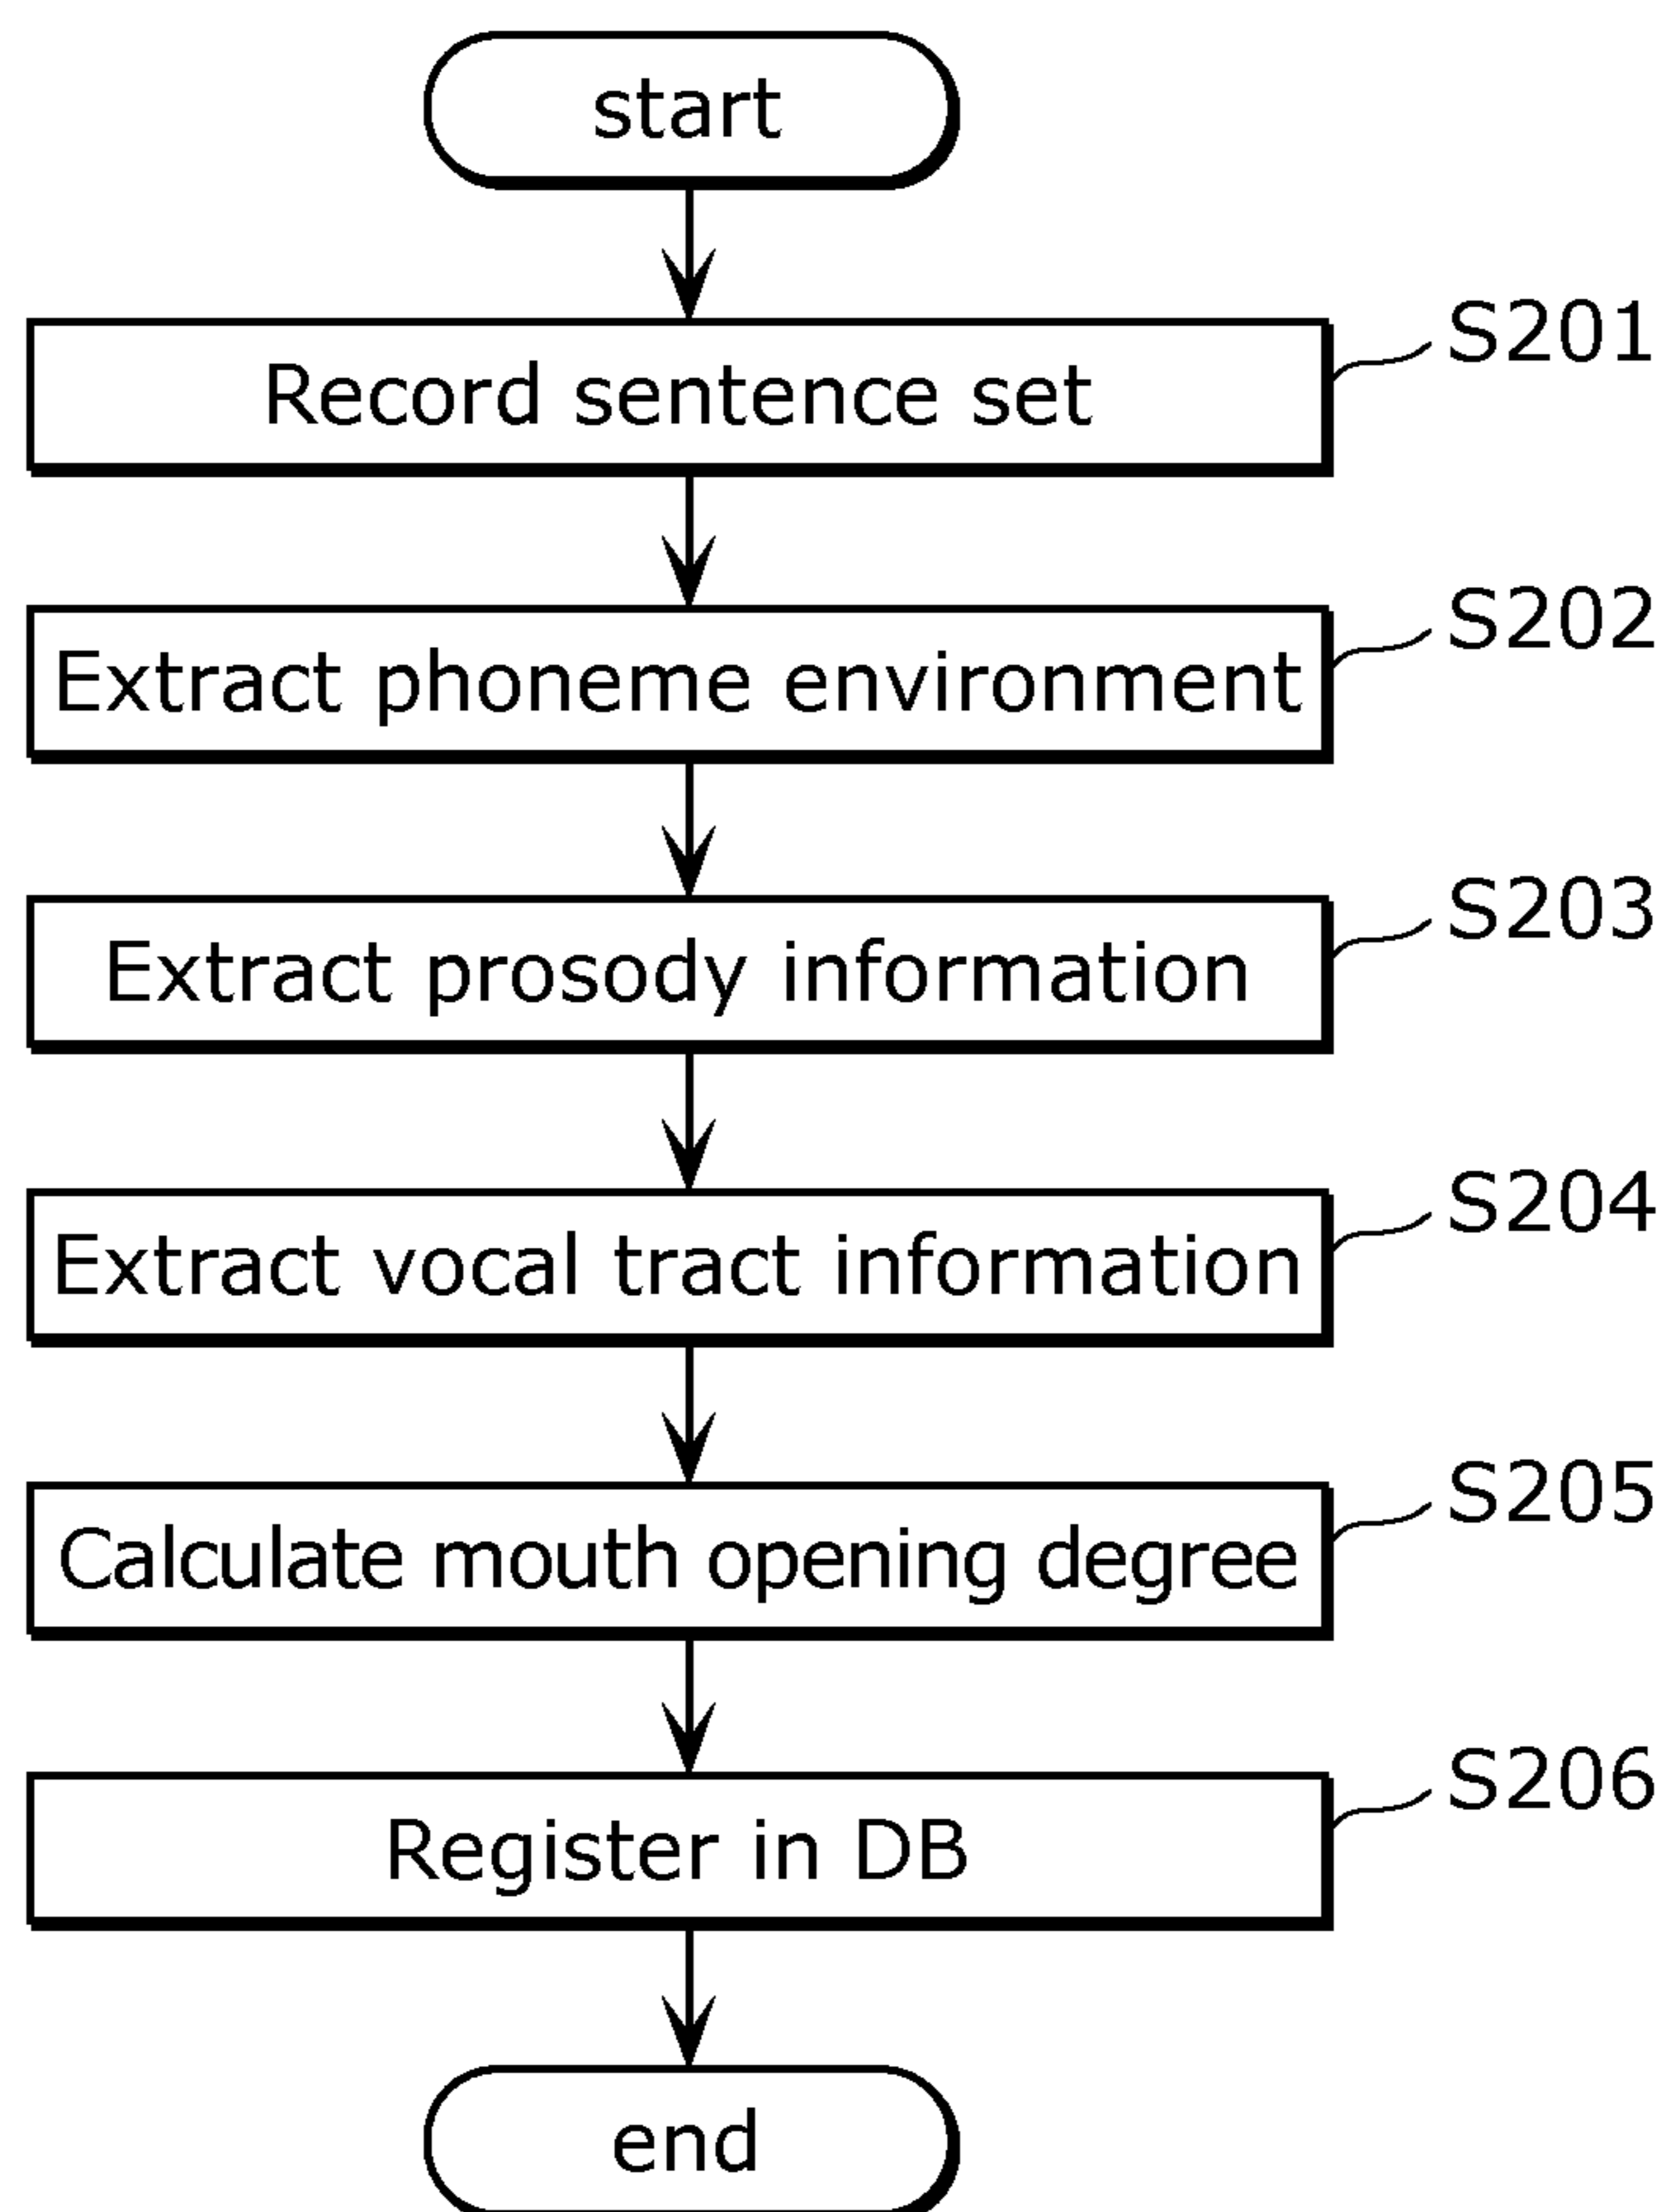 start
Record sentence set
S201
Extract phoneme environment
S202
Extract prosody information
S203
Extract vocal tract information
S204
Calculate mouth opening degree
S205
Register in DB
S206
end